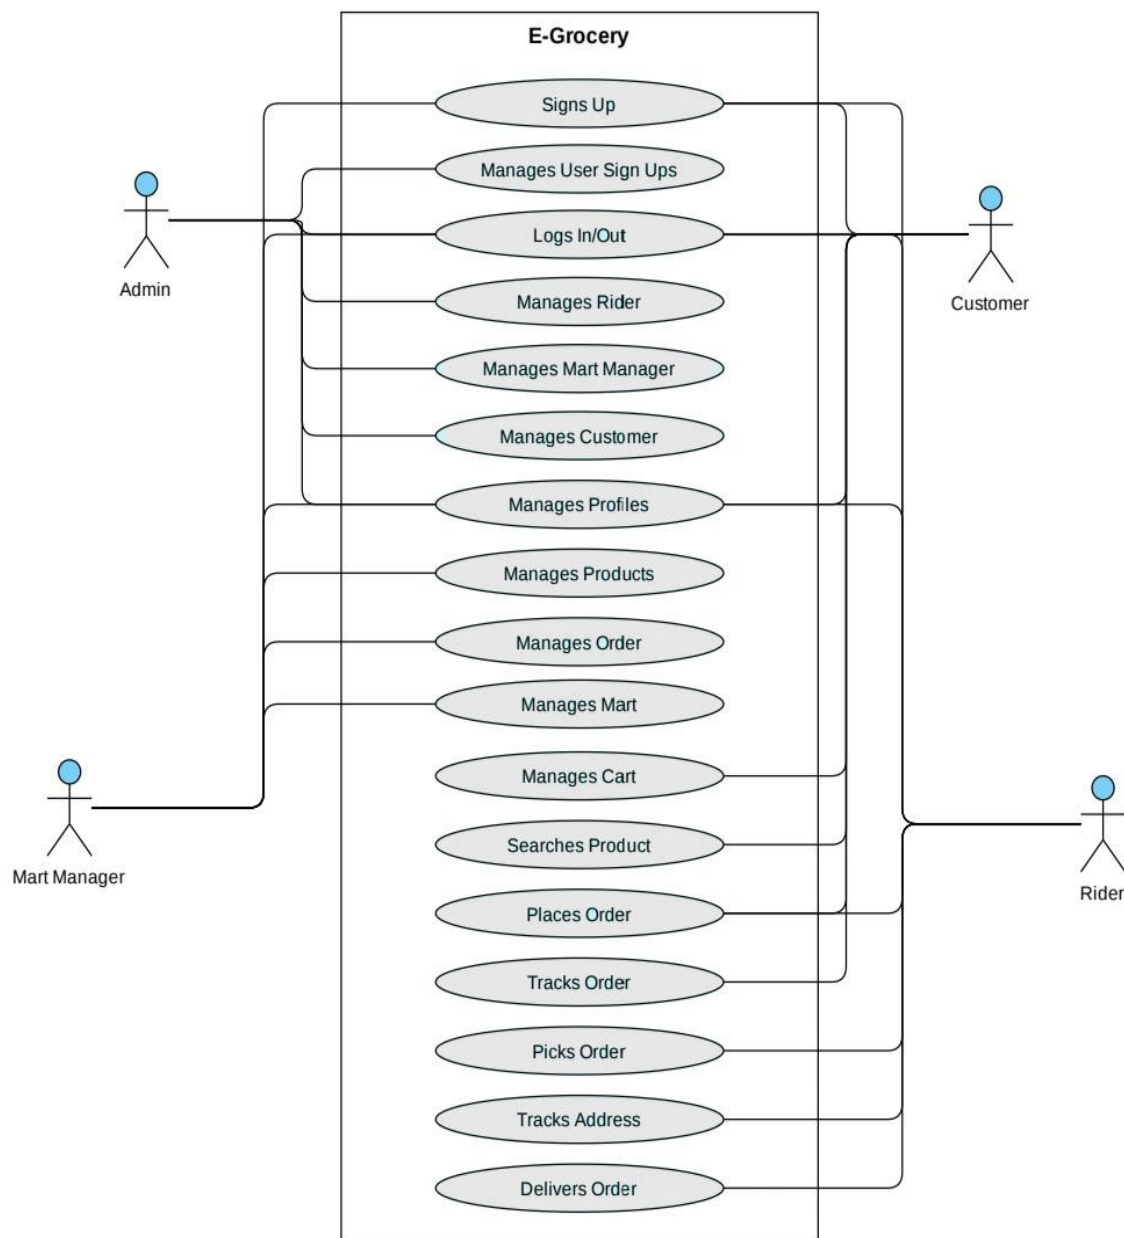 E-Grocery
Signs Up
Manages User Sign Ups
Admin
Logs In/Out
Customer
Manages Rider
Manages Mart Manager
Manages Customer
Manages Profiles
Manages Products
Manages Order
Manages Mart
Manages Cart
Mart Manager
Searches Product
Rider
Places Order
Tracks Order
Picks Order
Tracks Address
Delivers Order